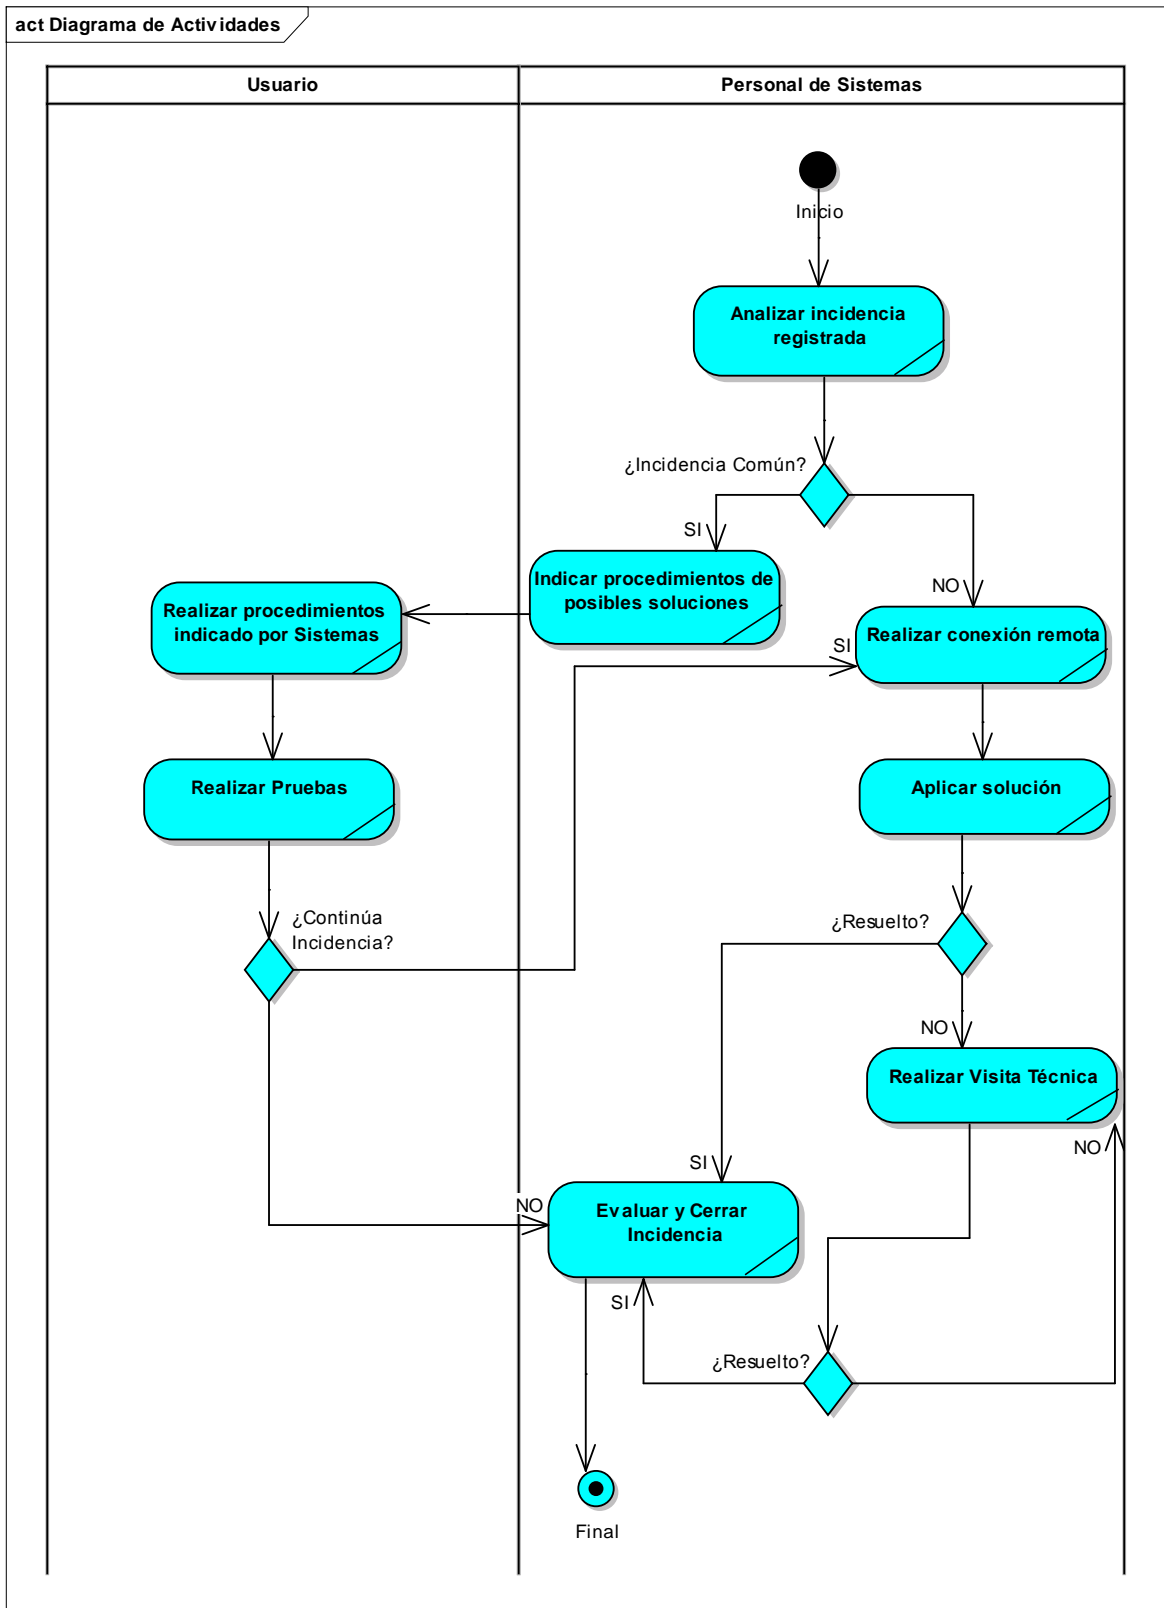 act Diagrama de Actividades
Usuario
Personal de Sistemas
Inicio
Analizar incidencia
registrada
¿Incidencia Común?
SI
Indicar procedimientos de
posibles soluciones
NO
Realizar procedimientos
indicado por Sistemas
Realizar conexión remota
SI
Realizar Pruebas
Aplicar solución
¿Continúa
Incidencia?
¿Resuelto?
NO
Realizar Visita Técnica
NO
SI
NO
Evaluar y Cerrar
Incidencia
SI
¿Resuelto?
Final